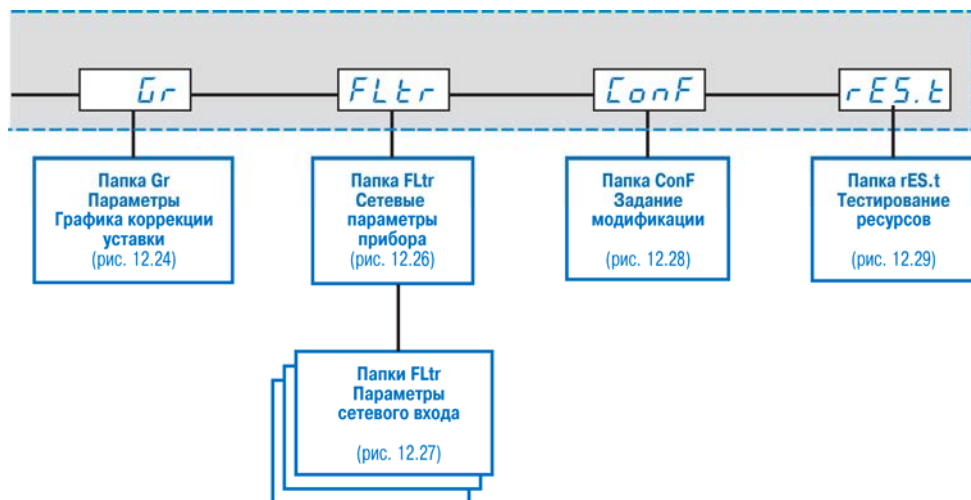 Gr
FLtr
ConF
rES.t
Папка Gr
Параметры
Графика коррекции
уставки
(рис. 12.24)
Папка FLtr
Сетевые
параметры
прибора
(рис. 12.26)
Папка ConF
Задание
модификации
(рис. 12.28)
Папка rES.t
Тестирование
ресурсов
(рис. 12.29)
Папки FLtr
Параметры
сетевого входа
(рис. 12.27)